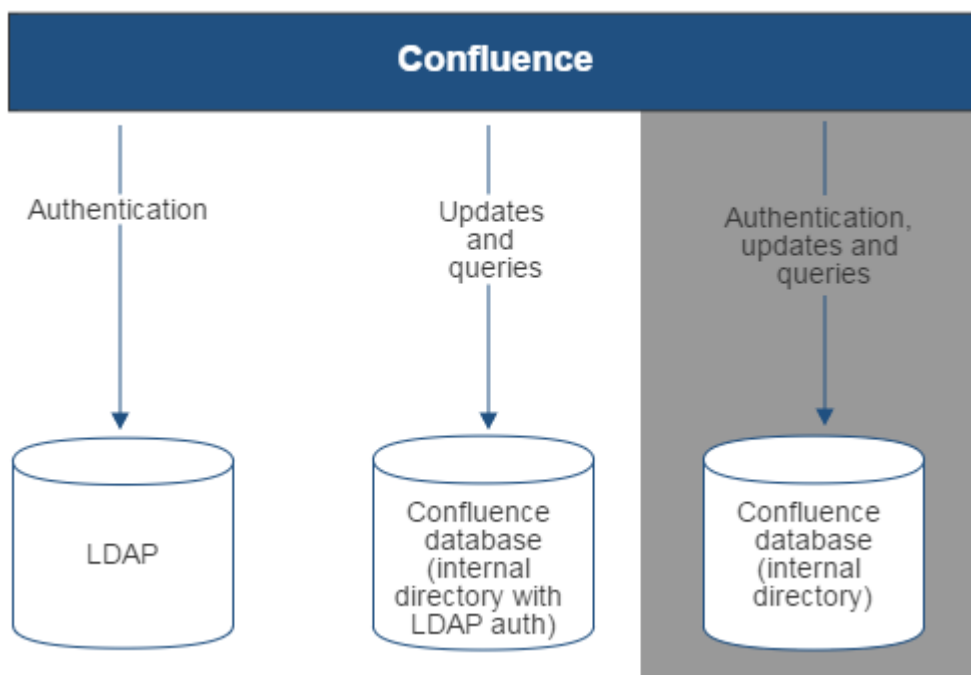 Confluence
Authentication
Updates
and
queries
Authentication,
updates and
queries
LDAP
Confluence
database
(internal
directory with
LDAP auth)
Confluence
database
(internal
directory)